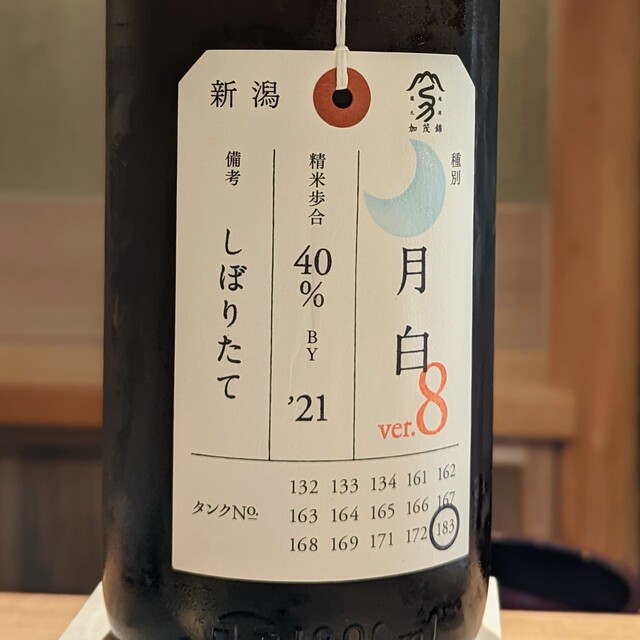 新潟
加茂錦
種別
月白
ver.8
精米歩合
40
%
BY
'21
備考
しぼりたて
タンクNo.
132 133 134 161 162
163 164 165 166 167
168 169 171 172 183